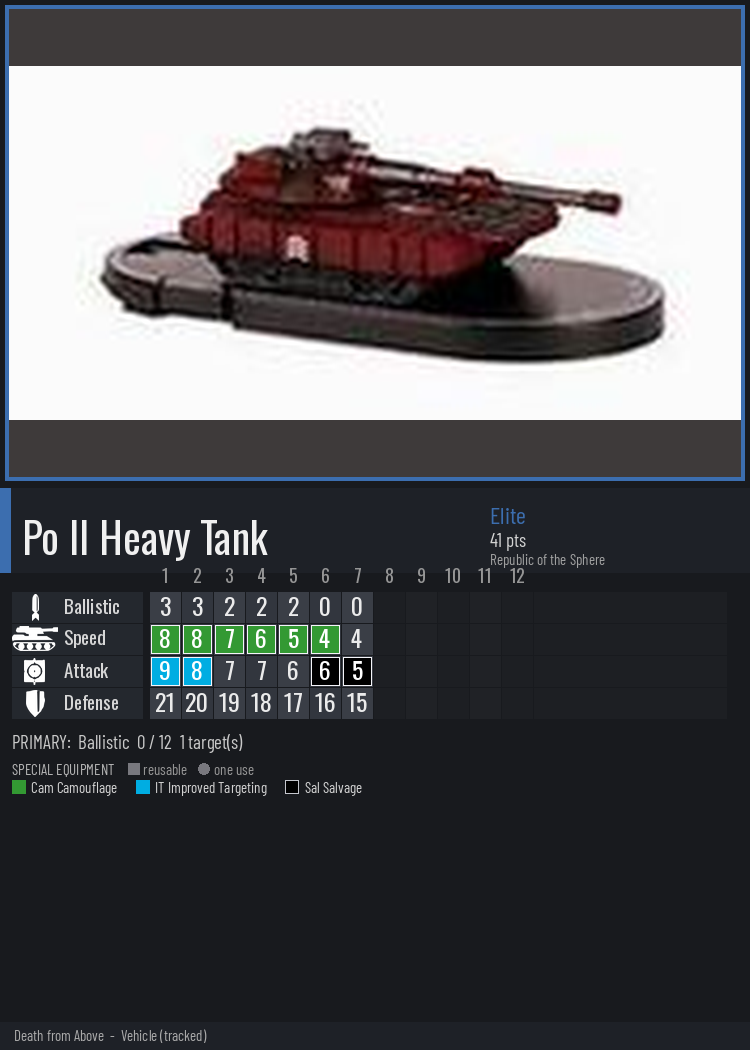 Po II Heavy Tank
Elite
41 pts
Republic of the Sphere
1 2 3 4 5 6 7 8 9 10 11 12
Ballistic 3 3 2 2 2 0 0
Speed 8 8 7 6 5 4 4
Attack 9 8 7 7 6 6 5
Defense 21 20 19 18 17 16 15
PRIMARY: Ballistic 0 / 12 1 target(s)
SPECIAL EQUIPMENT reusable one use
Cam Camouflage IT Improved Targeting Sal Salvage
Death from Above - Vehicle (tracked)